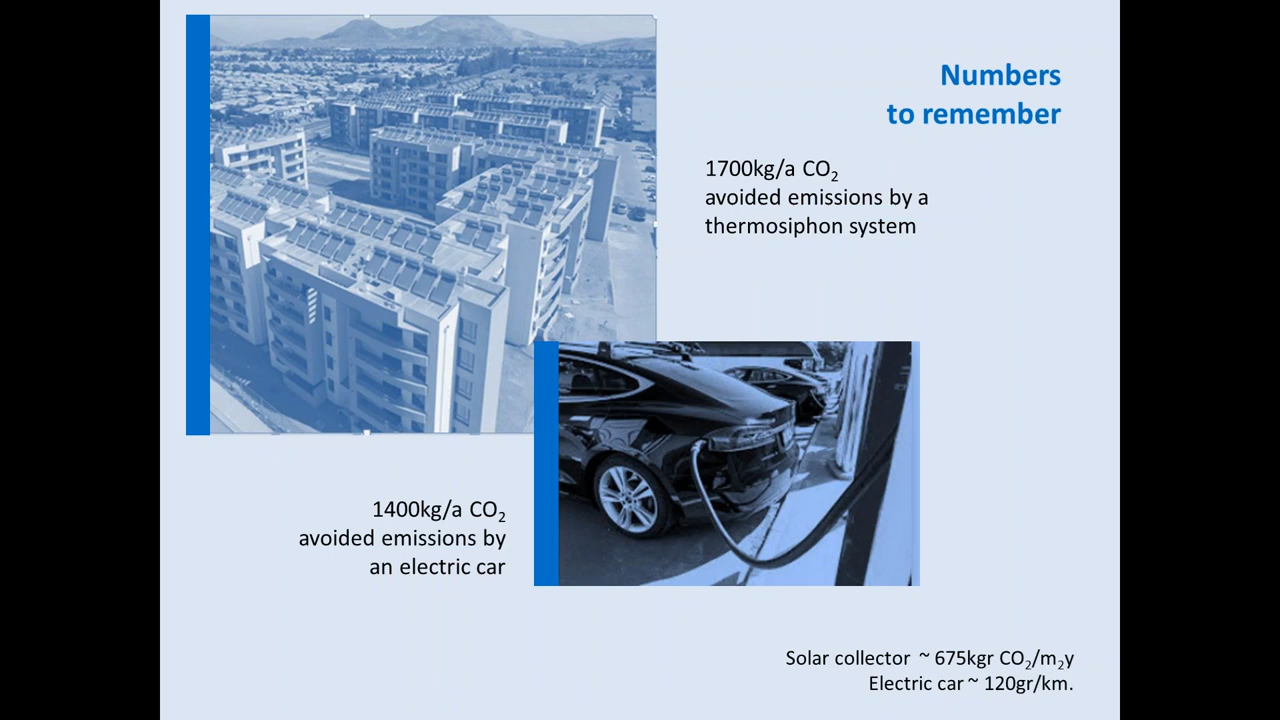 Numbers
to remember
1700kg/a CO₂
avoided emissions by a
thermosiphon system
1400kg/a CO₂
avoided emissions by
an electric car
Solar collector ~ 675kgr CO₂/m₂y
Electric car ~ 120gr/km.